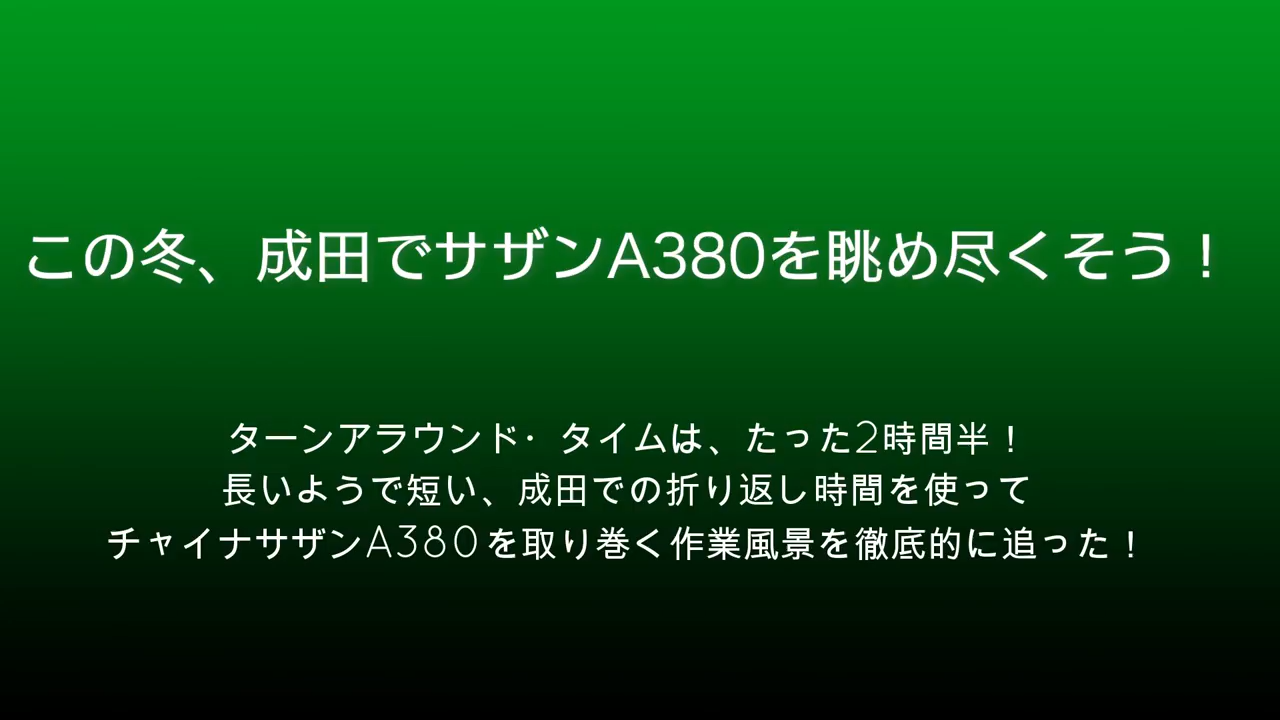 この冬、成田でサザンA380を眺め尽くそう！
ターンアラウンド・タイムは、たった2時間半！
長いようで短い、成田での折り返し時間を使って
チャイナサザンA380を取り巻く作業風景を徹底的に追った！